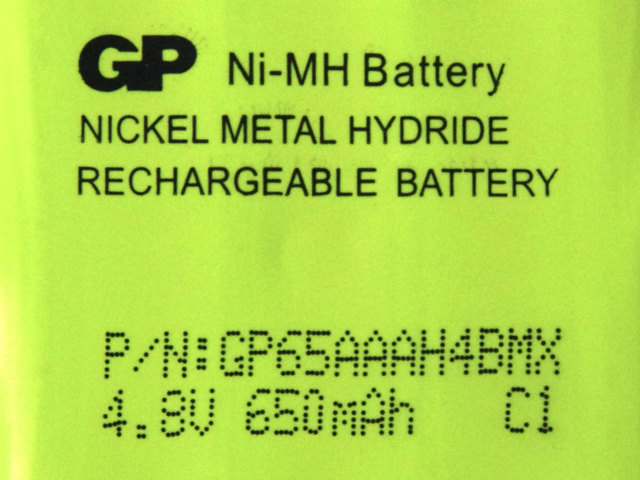 GP Ni-MH Battery
NICKEL METAL HYDRIDE
RECHARGEABLE BATTERY
P/N:GP65AAAH4BMX
4.8V 650mAh C1